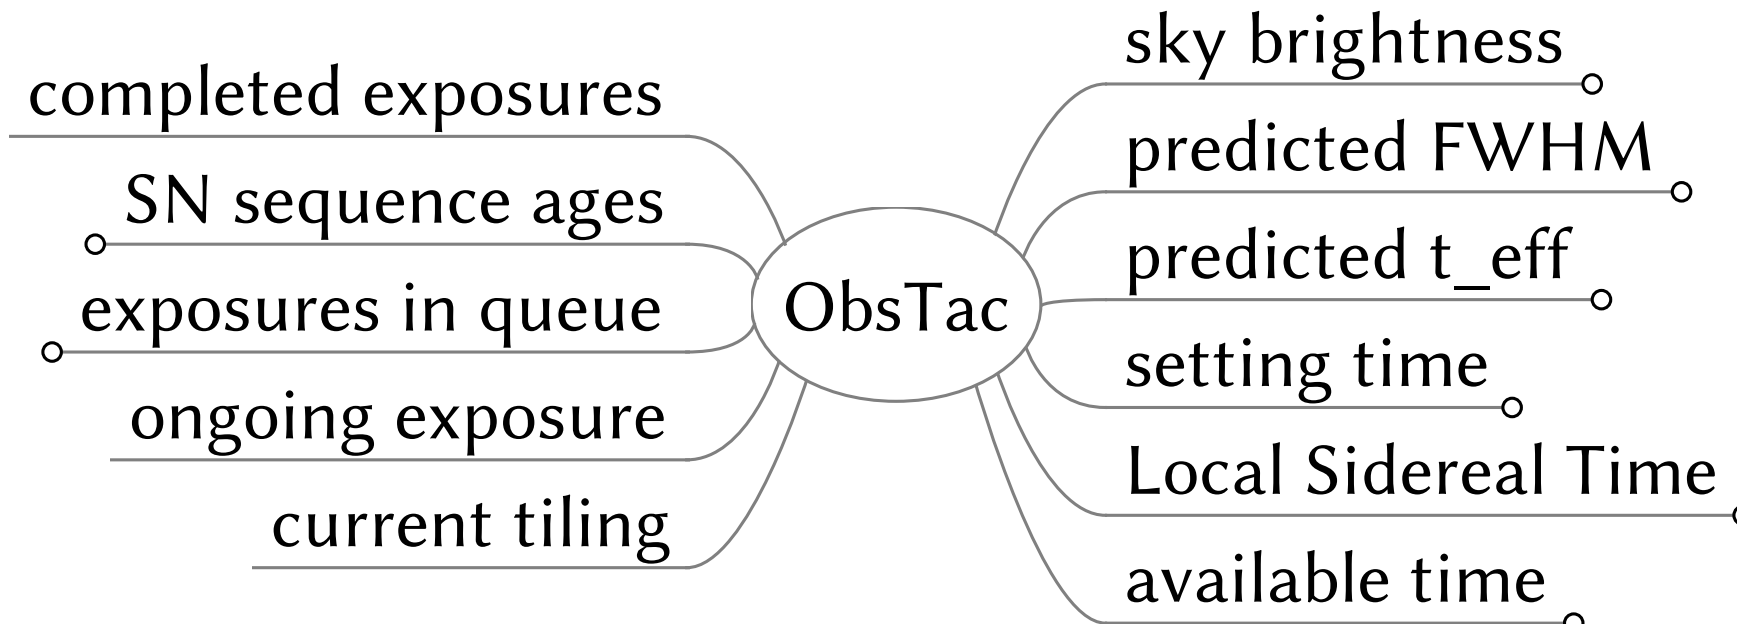 completed exposures
SN sequence ages
exposures in queue
ongoing exposure
current tiling
ObsTac
sky brightness
predicted FWHM
predicted t_eff
setting time
Local Sidereal Time
available time